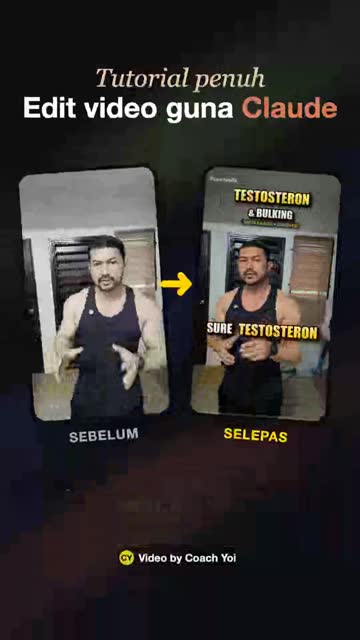 Tutorial penuh
Edit video guna Claude
TESTOSTERON
& BULKING
SURE TESTOSTERON
SEBELUM
SELEPAS
CY
Video by Coach Yoi